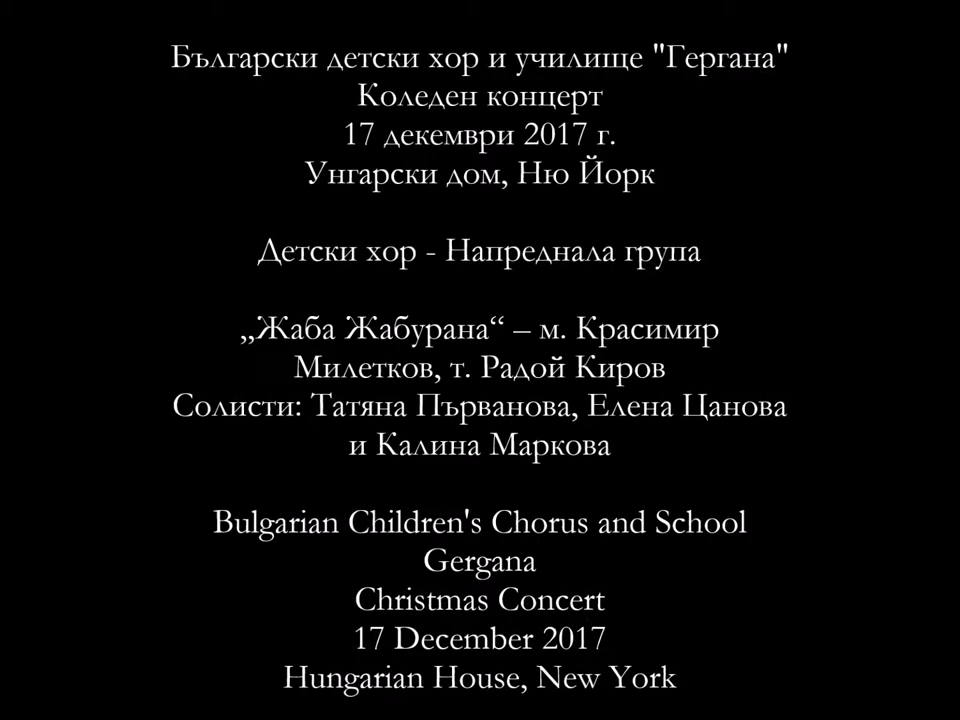 Български детски хор и училище "Гергана"
Коледен концерт
17 декември 2017 г.
Унгарски дом, Ню Йорк
Детски хор - Напреднала група
„Жаба Жабурана“ – м. Красимир
Милетков, т. Радой Киров
Солисти: Татяна Първанова, Елена Цанова
и Калина Маркова
Bulgarian Children's Chorus and School
Gergana
Christmas Concert
17 December 2017
Hungarian House, New York